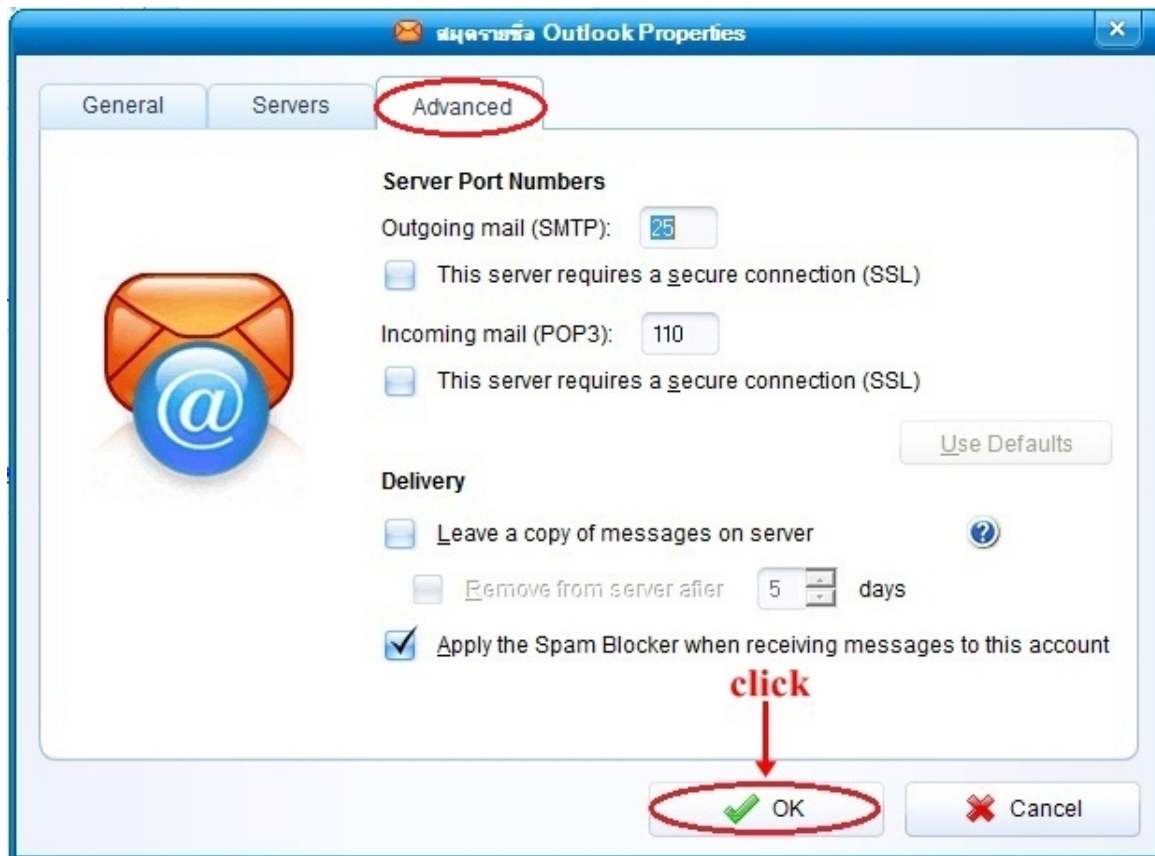 สมุดรายชื่อ Outlook Properties
General Servers Advanced
Server Port Numbers
Outgoing mail (SMTP): 25
This server requires a secure connection (SSL)
Incoming mail (POP3): 110
This server requires a secure connection (SSL)
Use Defaults
Delivery
Leave a copy of messages on server
Remove from server after 5 days
Apply the Spam Blocker when receiving messages to this account
click
OK Cancel